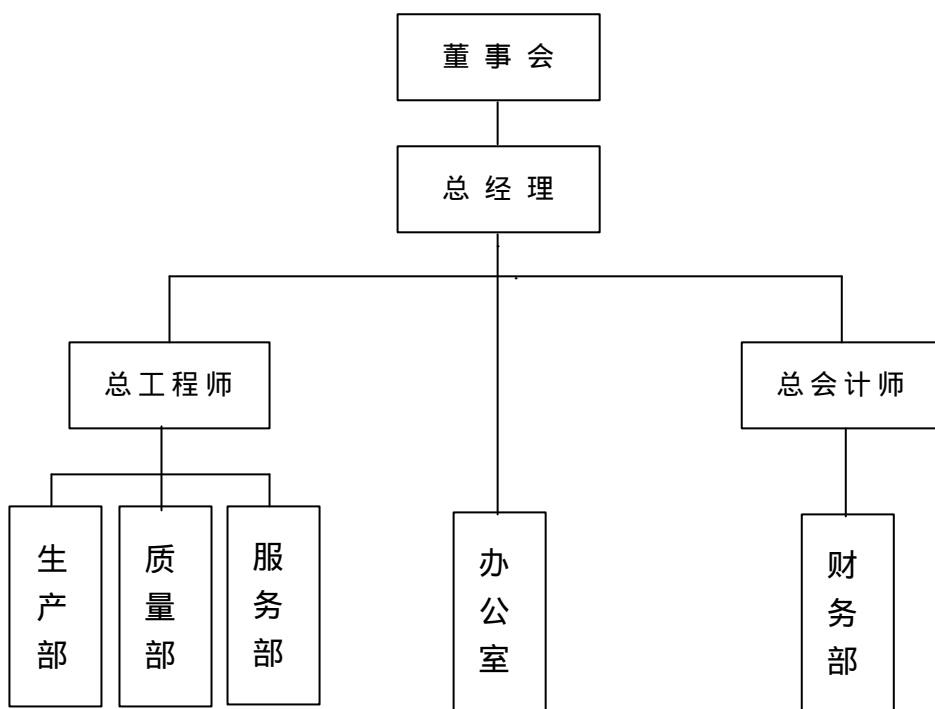 董事会
总经理
总工程师
总会计师
生产部
质量部
服务部
办公室
财务部